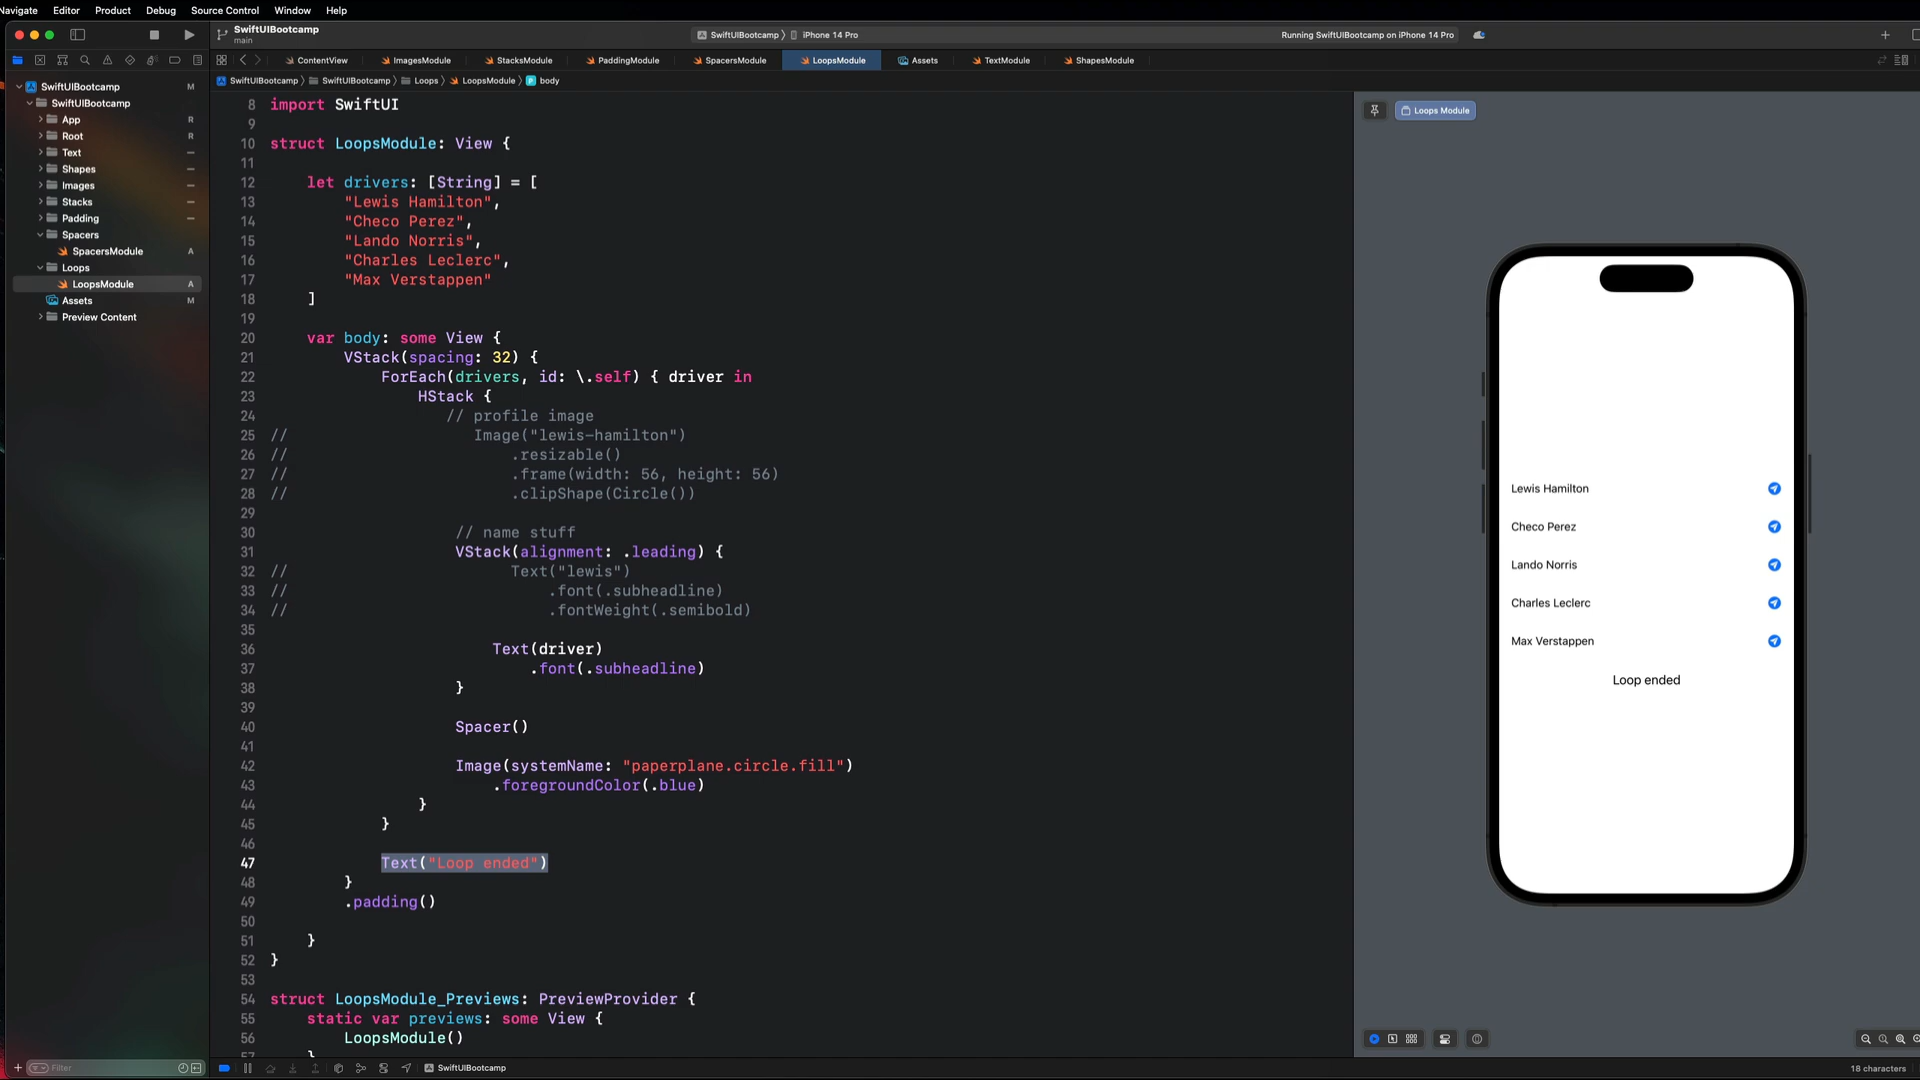 Navigate Editor Product Debug Source Control Window Help
SwiftUIBootcamp
main
SwiftUIBootcamp iPhone 14 Pro
Running SwiftUIBootcamp on iPhone 14 Pro
ContentView ImagesModule StacksModule PaddingModule SpacersModule LoopsModule Assets TextModule ShapesModule
SwiftUIBootcamp SwiftUIBootcamp Loops LoopsModule body
SwiftUIBootcamp M
SwiftUIBootcamp
App R
Root R
Text
Shapes
Images
Stacks
Padding
Spacers
SpacersModule A
Loops
LoopsModule A
Assets M
Preview Content
Filter
8 import SwiftUI
9
10 struct LoopsModule: View {
11
12 let drivers: [String] = [
13 "Lewis Hamilton",
14 "Checo Perez",
15 "Lando Norris",
16 "Charles Leclerc",
17 "Max Verstappen"
18 ]
19
20 var body: some View {
21 VStack(spacing: 32) {
22 ForEach(drivers, id: \.self) { driver in
23 HStack {
24 // profile image
25 // Image("lewis-hamilton")
26 // .resizable()
27 // .frame(width: 56, height: 56)
28 // .clipShape(Circle())
29
30 // name stuff
31 VStack(alignment: .leading) {
32 // Text("lewis")
33 // .font(.subheadline)
34 // .fontWeight(.semibold)
35
36 Text(driver)
37 .font(.subheadline)
38 }
39
40 Spacer()
41
42 Image(systemName: "paperplane.circle.fill")
43 .foregroundColor(.blue)
44 }
45 }
46
47 Text("Loop ended")
48 }
49 .padding()
50
51 }
52 }
53
54 struct LoopsModule_Previews: PreviewProvider {
55 static var previews: some View {
56 LoopsModule()
57 }
SwiftUIBootcamp
Loops Module
Lewis Hamilton
Checo Perez
Lando Norris
Charles Leclerc
Max Verstappen
Loop ended
18 characters